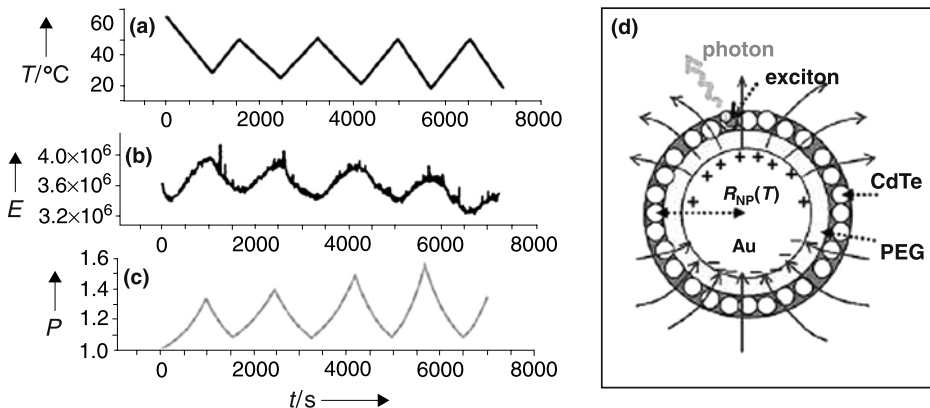 (a)
T/°C
60
40
20
0 2000 4000 6000 8000
(b)
E
4.0×10⁶
3.6×10⁶
3.2×10⁶
0 2000 4000 6000 8000
(c)
P
1.6
1.4
1.2
1.0
0 2000 4000 6000 8000
t/s
(d)
photon
exciton
+ + + + + + + +
R_NP(T)
CdTe
Au
PEG
− − − − − − −